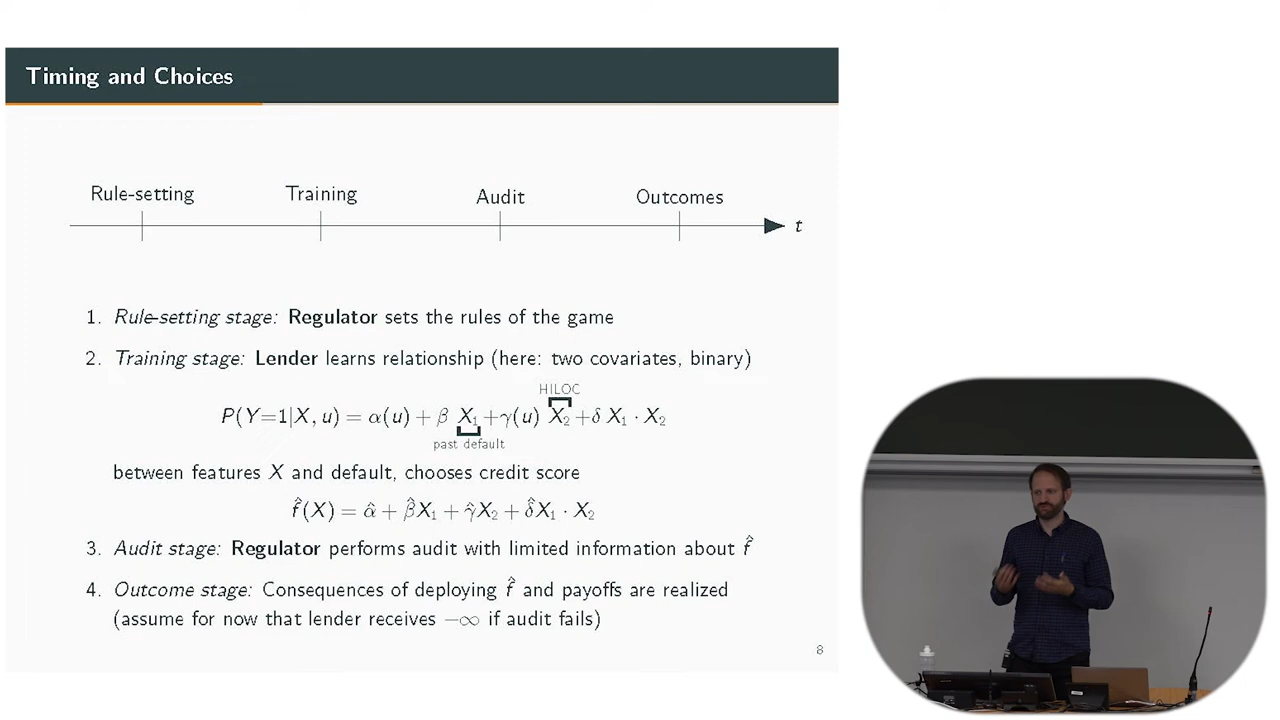 Timing and Choices
Rule-setting Training Audit Outcomes
t
1. Rule-setting stage: Regulator sets the rules of the game
2. Training stage: Lender learns relationship (here: two covariates, binary)
HILOC
P(Y=1|X, u) = α(u) + β X₁ +γ(u) X₂ +δ X₁ · X₂
past default
between features X and default, chooses credit score
f̂(X) = α̂ + β̂X₁ + γ̂X₂ + δ̂X₁ · X₂
3. Audit stage: Regulator performs audit with limited information about f̂
4. Outcome stage: Consequences of deploying f̂ and payoffs are realized
(assume for now that lender receives −∞ if audit fails)
8